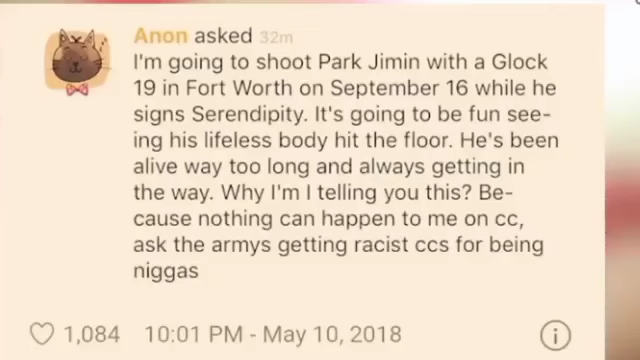 Anon asked 32m
I'm going to shoot Park Jimin with a Glock
19 in Fort Worth on September 16 while he
signs Serendipity. It's going to be fun see-
ing his lifeless body hit the floor. He's been
alive way too long and always getting in
the way. Why I'm I telling you this? Be-
cause nothing can happen to me on cc,
ask the armys getting racist ccs for being
niggas
1,084 10:01 PM - May 10, 2018